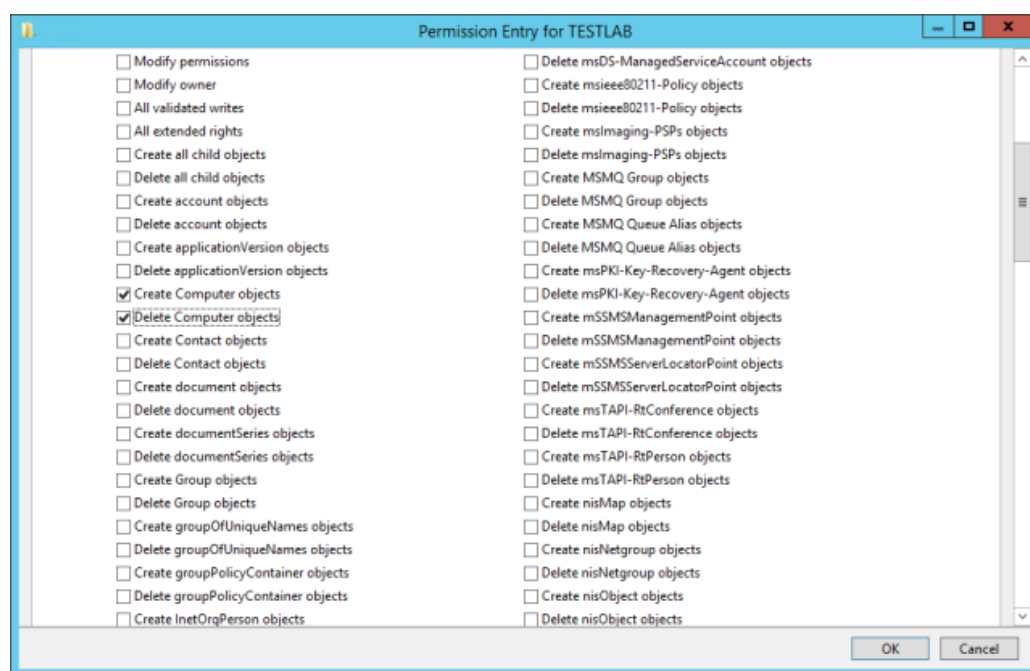 Permission Entry for TESTLAB
Modify permissions
Modify owner
All validated writes
All extended rights
Create all child objects
Delete all child objects
Create account objects
Delete account objects
Create applicationVersion objects
Delete applicationVersion objects
Create Computer objects
Delete Computer objects
Create Contact objects
Delete Contact objects
Create document objects
Delete document objects
Create documentSeries objects
Delete documentSeries objects
Create Group objects
Delete Group objects
Create groupOfUniqueNames objects
Delete groupOfUniqueNames objects
Create groupPolicyContainer objects
Delete groupPolicyContainer objects
Create InetOrgPerson objects
Delete msDS-ManagedServiceAccount objects
Create msieee80211-Policy objects
Delete msieee80211-Policy objects
Create msImaging-PSPs objects
Delete msImaging-PSPs objects
Create MSMQ Group objects
Delete MSMQ Group objects
Create MSMQ Queue Alias objects
Delete MSMQ Queue Alias objects
Create msPKI-Key-Recovery-Agent objects
Delete msPKI-Key-Recovery-Agent objects
Create mSSMSManagementPoint objects
Delete mSSMSManagementPoint objects
Create mSSMSServerLocatorPoint objects
Delete mSSMSServerLocatorPoint objects
Create msTAPI-RtConference objects
Delete msTAPI-RtConference objects
Create msTAPI-RtPerson objects
Delete msTAPI-RtPerson objects
Create nisMap objects
Delete nisMap objects
Create nisNetgroup objects
Delete nisNetgroup objects
Create nisObject objects
Delete nisObject objects
OK
Cancel